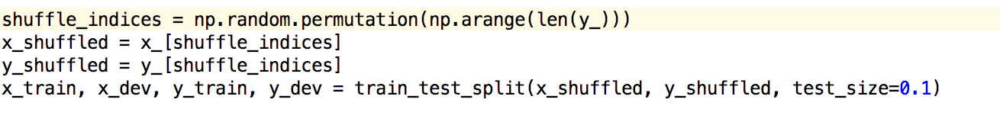 shuffle_indices = np.random.permutation(np.arange(len(y_)))
x_shuffled = x_[shuffle_indices]
y_shuffled = y_[shuffle_indices]
x_train, x_dev, y_train, y_dev = train_test_split(x_shuffled, y_shuffled, test_size=0.1)